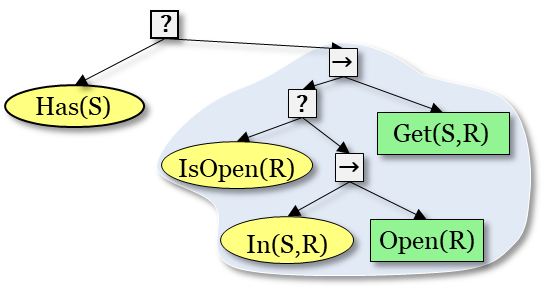 ?
→
Has(S)
?
Get(S,R)
IsOpen(R)
→
In(S,R)
Open(R)